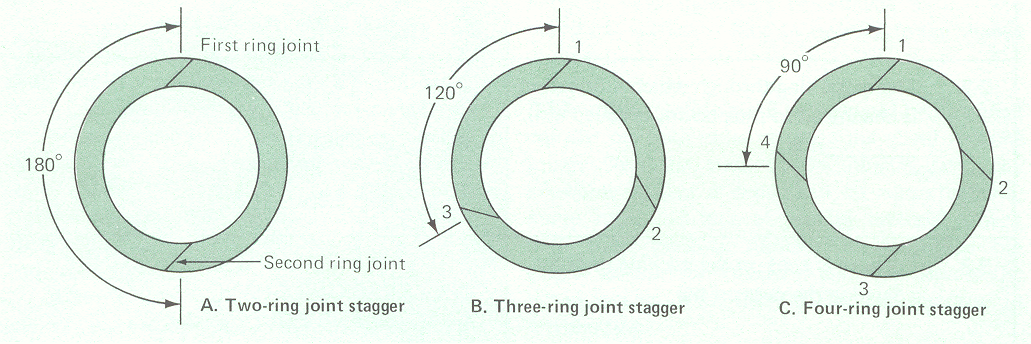 First ring joint
180°
Second ring joint
A. Two-ring joint stagger
120°
1
2
3
B. Three-ring joint stagger
90°
1
2
3
4
C. Four-ring joint stagger